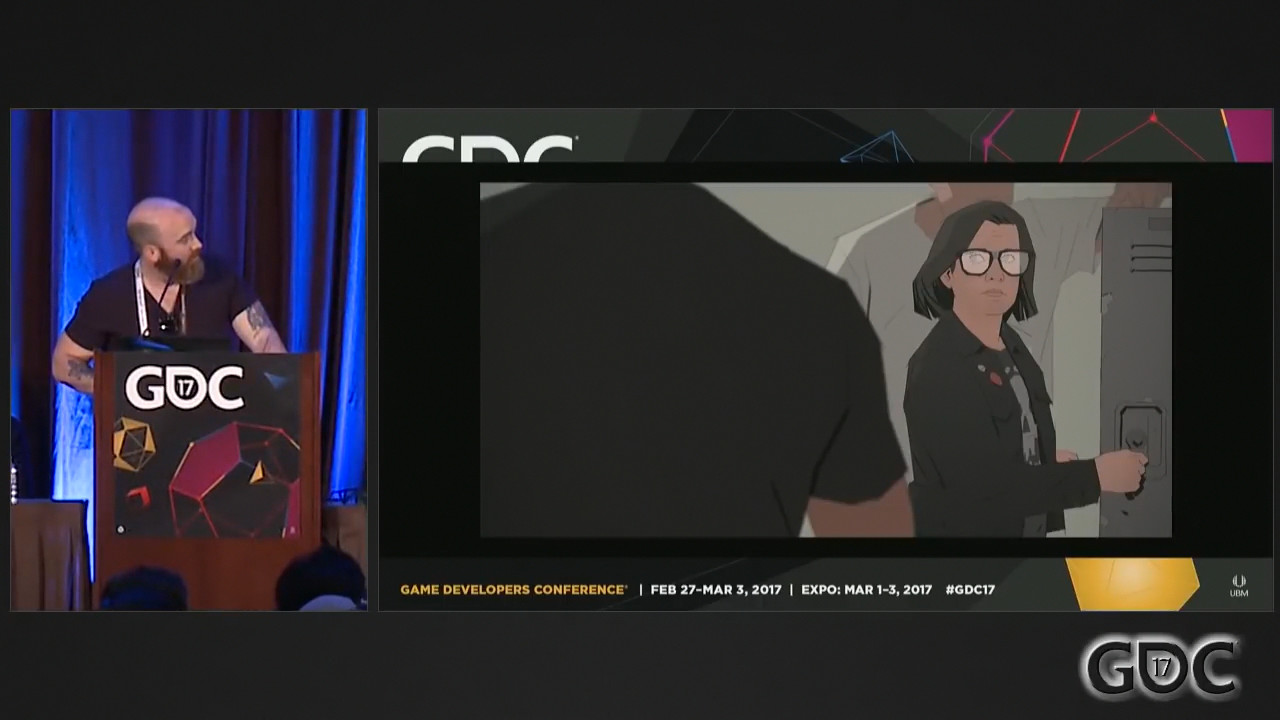 GDC
GDC
17
GAME DEVELOPERS CONFERENCE® | FEB 27–MAR 3, 2017 | EXPO: MAR 1–3, 2017 #GDC17
UBM
GDC
17